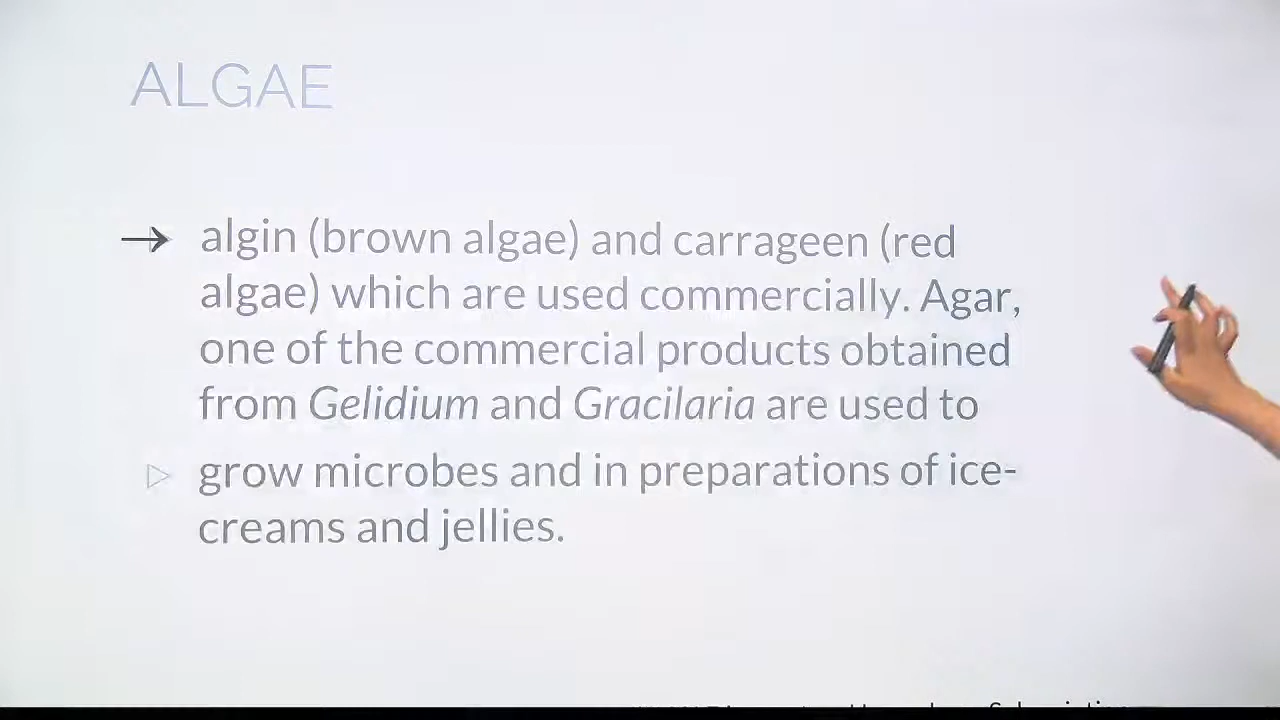 ALGAE
algin (brown algae) and carrageen (red
algae) which are used commercially. Agar,
one of the commercial products obtained
from Gelidium and Gracilaria are used to
grow microbes and in preparations of ice-
creams and jellies.